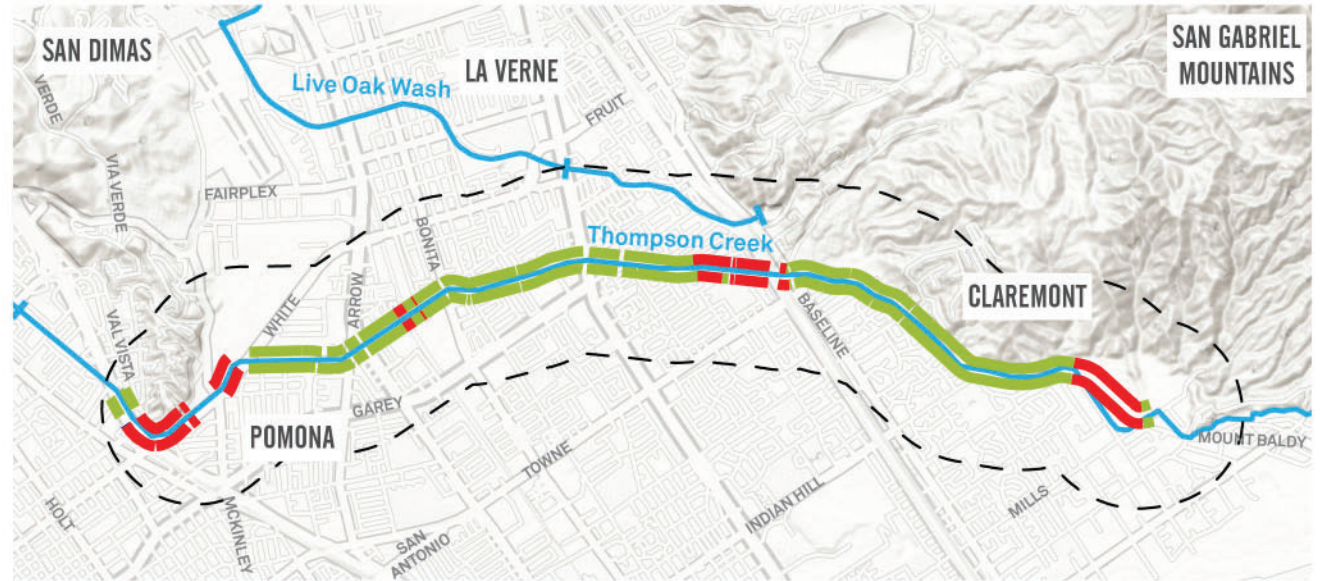 SAN DIMAS
LA VERNE
SAN GABRIEL
MOUNTAINS
VERDE
Live Oak Wash
FRUIT
VIA VERDE
FAIRPLEX
BONITA
Thompson Creek
ARROW
WHITE
VAL VISTA
CLAREMONT
BASELINE
GAREY
POMONA
MOUNT BALDY
TOWNE
HOLT
MCKINLEY
SAN
ANTONIO
INDIAN HILL
MILLS